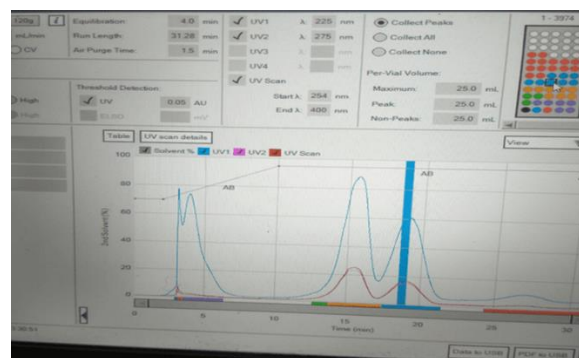 120g
i
mL/min
CV
Equilibration: 4.0 min
Run Length: 31.28 min
Air Purge Time: 1.5 min
High
High
Threshold Detection:
UV 0.05 AU
ELSD mV
UV1 λ: 225 nm
UV2 λ: 275 nm
UV3 λ: nm
UV4 λ: nm
UV Scan
Start λ: 254 nm
End λ: 400 nm
Collect Peaks
Collect All
Collect None
Per-Vial Volume:
Maximum: 25.0 mL
Peak: 25.0 mL
Non-Peaks: 25.0 mL
1 - 3974
Table
UV scan details
View
Solvent %
UV1
UV2
UV Scan
100
80
60
40
20
0
AB
AB
0
5
10
15
20
25
30
Time (min)
:30:51
Data to USB
PDF to USB